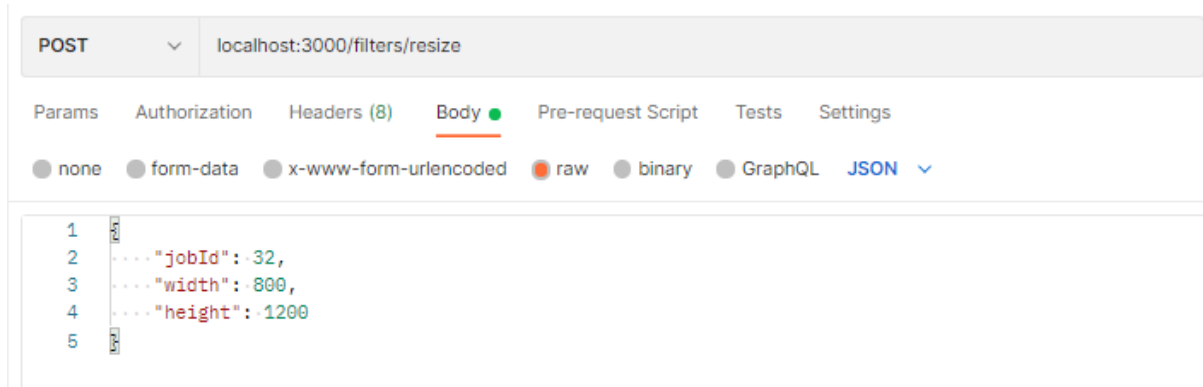 POST localhost:3000/filters/resize
Params Authorization Headers (8) Body Pre-request Script Tests Settings
none form-data x-www-form-urlencoded raw binary GraphQL JSON
1 {
2 "jobId": 32,
3 "width": 800,
4 "height": 1200
5 }